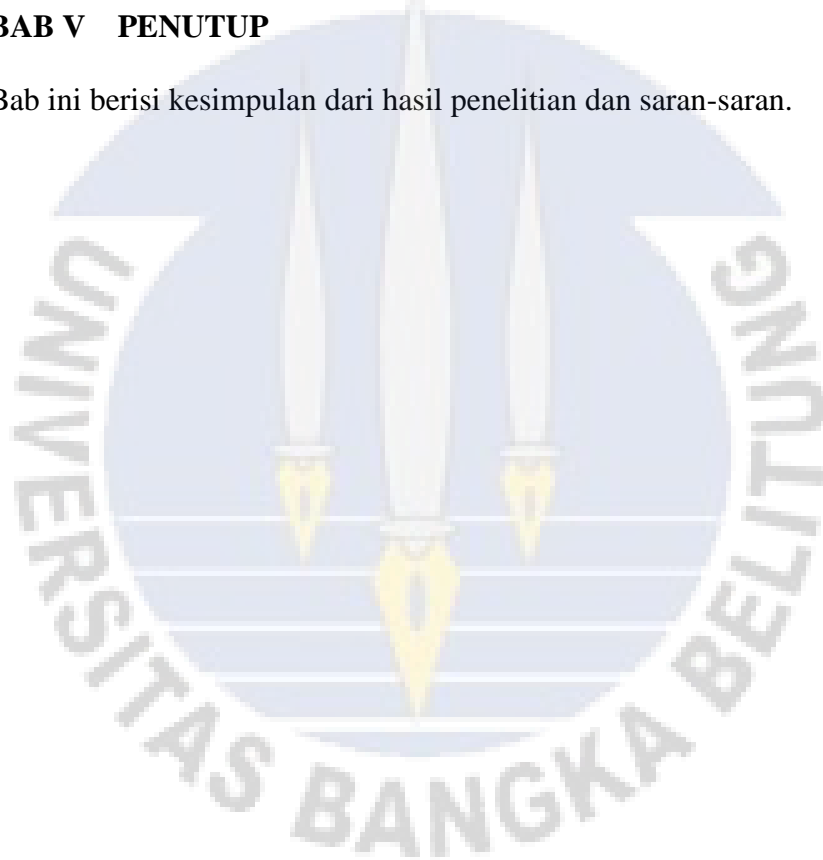 BAB V PENUTUP
Bab ini berisi kesimpulan dari hasil penelitian dan saran-saran.
UNIVERSITAS BANGKA BELITUNG